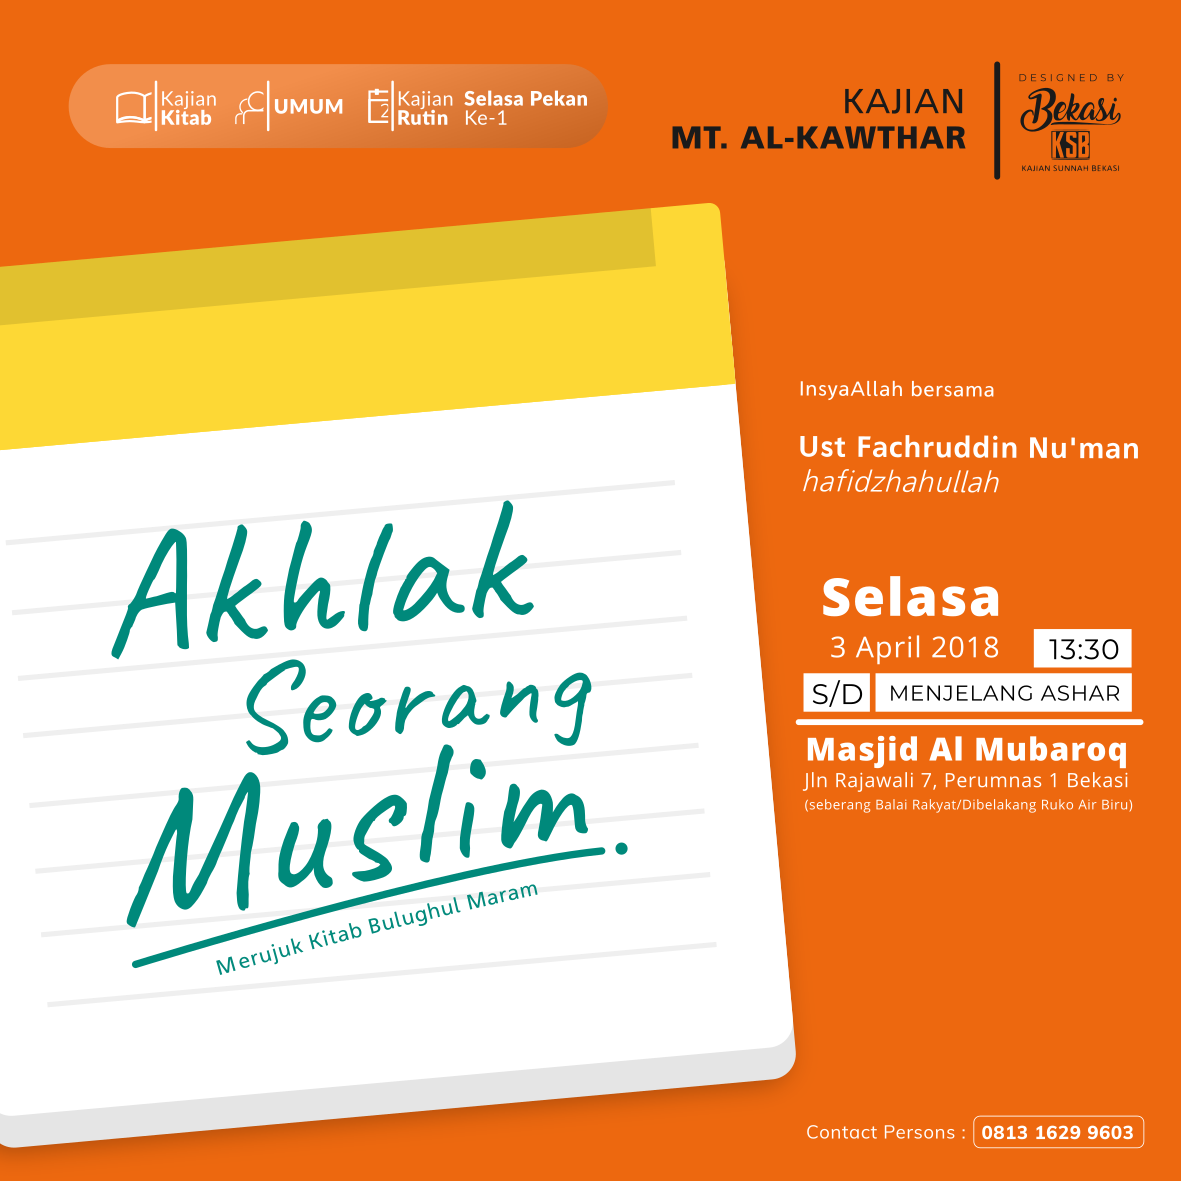 Kajian
Kitab
UMUM
2
Kajian
Rutin
Selasa Pekan
Ke-1
KAJIAN
MT. AL-KAWTHAR
DESIGNED BY
Bekasi
KSB
KAJIAN SUNNAH BEKASI
Akhlak
Seorang
Muslim.
Merujuk Kitab Bulughul Maram
InsyaAllah bersama
Ust Fachruddin Nu'man
hafidzhahullah
Selasa
3 April 2018
13:30
S/D MENJELANG ASHAR
Masjid Al Mubaroq
Jln Rajawali 7, Perumnas 1 Bekasi
(seberang Balai Rakyat/Dibelakang Ruko Air Biru)
Contact Persons : 0813 1629 9603